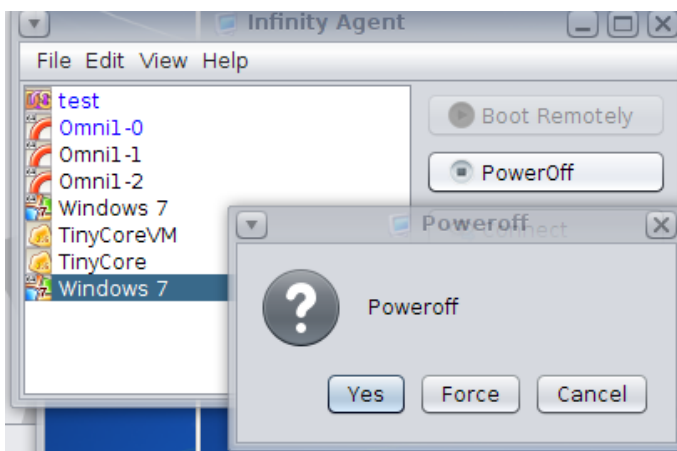 Infinity Agent
File Edit View Help
test
Omni1-0
Omni1-1
Omni1-2
Windows 7
TinyCoreVM
TinyCore
Windows 7
Boot Remotely
PowerOff
Connect
Poweroff
Poweroff
Yes Force Cancel